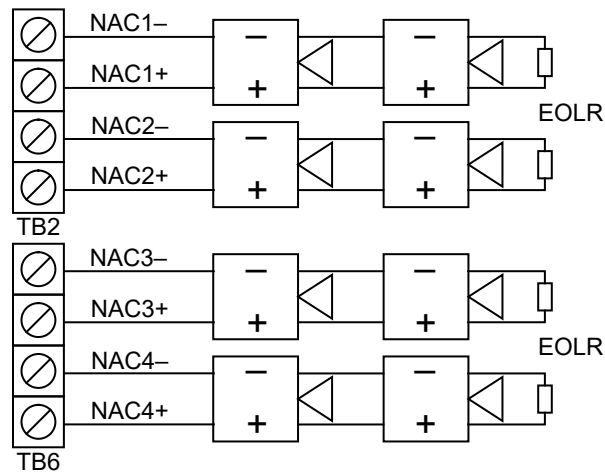 NAC1–
− −
NAC1+
+ +
EOLR
NAC2–
− −
NAC2+
+ +
TB2
NAC3–
− −
NAC3+
+ +
EOLR
NAC4–
− −
NAC4+
+ +
TB6